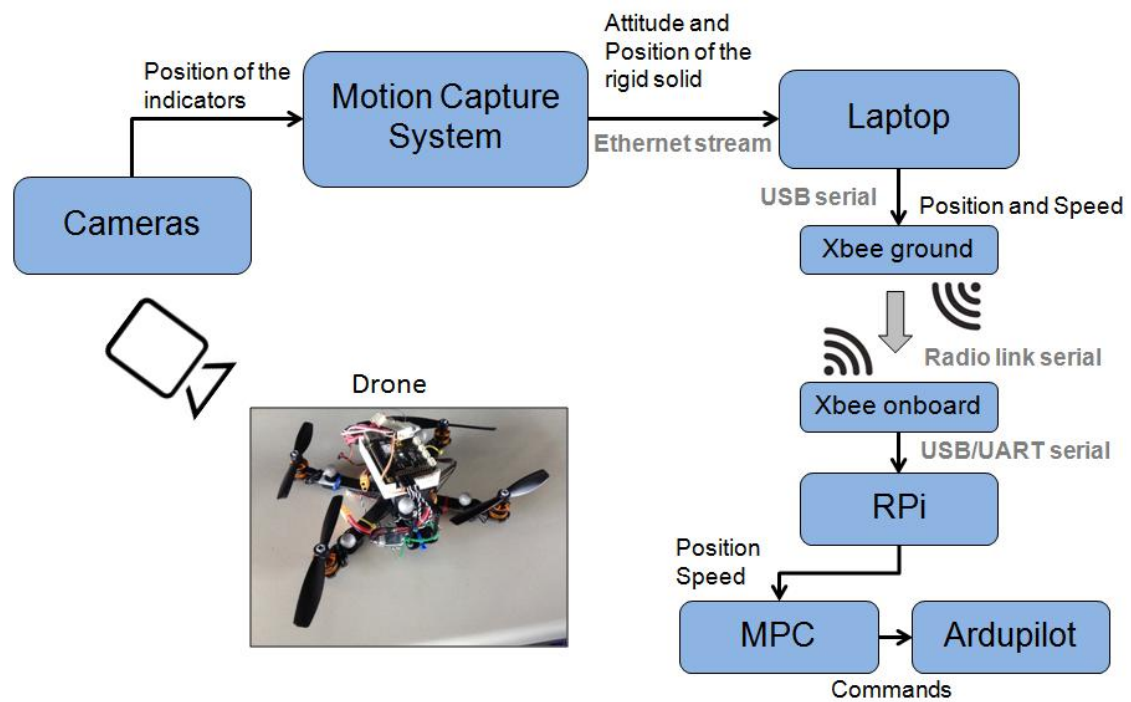 Position of the
indicators
Attitude and
Position of the
rigid solid
Motion Capture
System
Laptop
Ethernet stream
Cameras
USB serial
Position and Speed
Xbee ground
Radio link serial
Drone
Xbee onboard
USB/UART serial
RPi
Position
Speed
MPC
Ardupilot
Commands